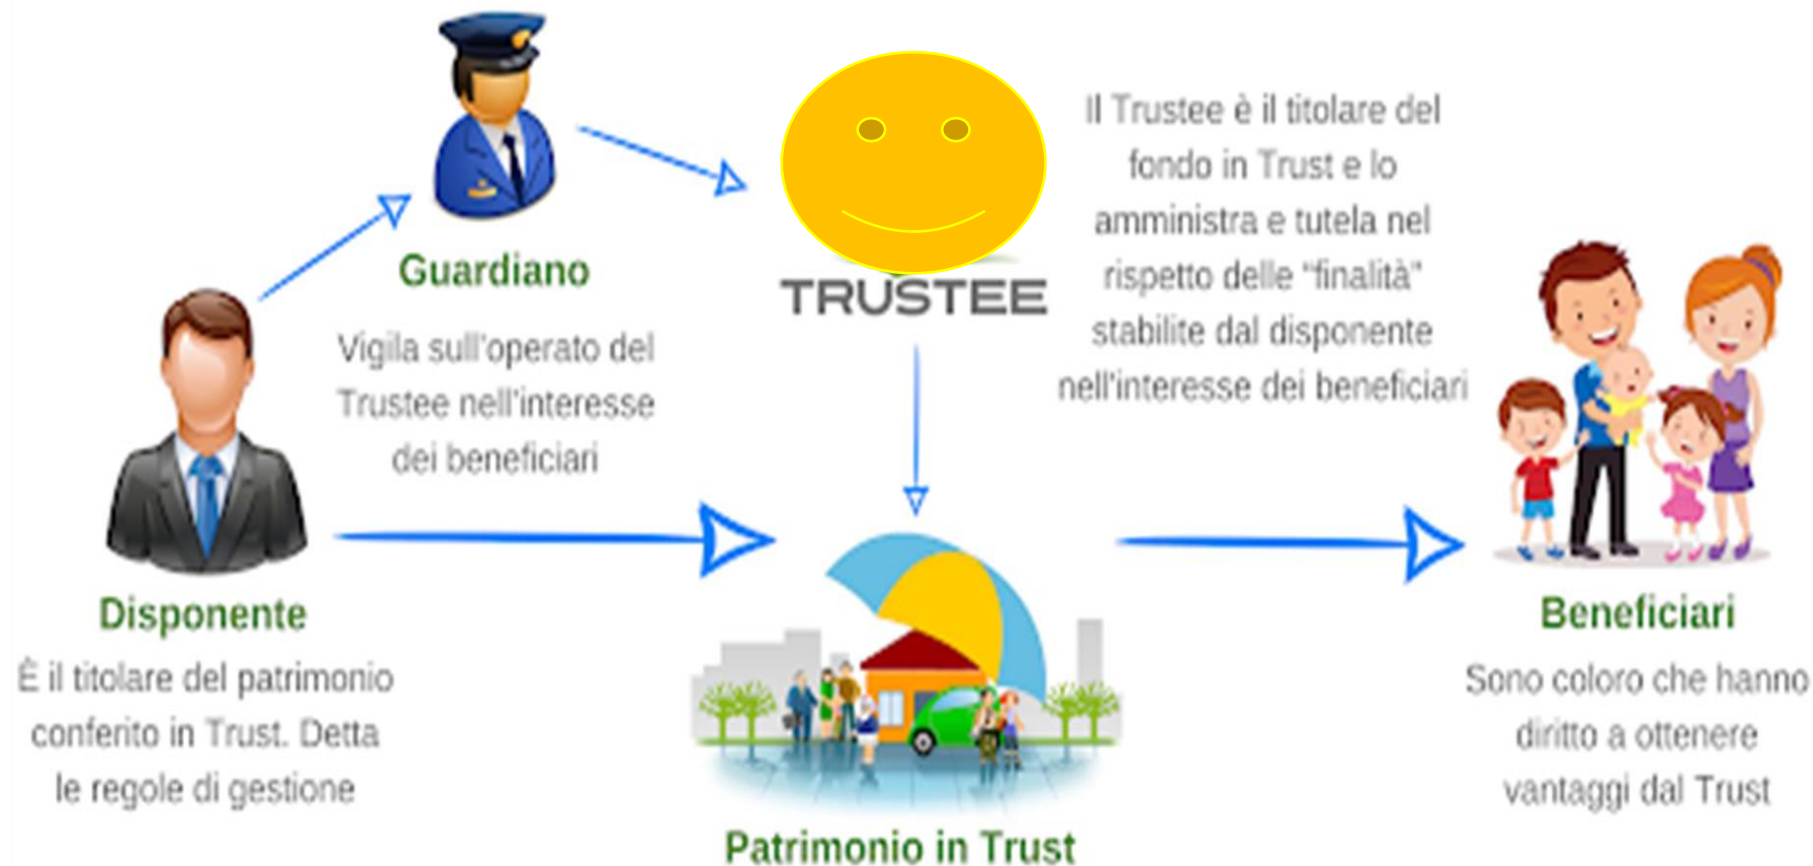 Guardiano
Vigila sull'operato del
Trustee nell'interesse
dei beneficiari
TRUSTEE
Il Trustee è il titolare del
fondo in Trust e lo
amministra e tutela nel
rispetto delle "finalità"
stabilite dal disponente
nell'interesse dei beneficiari
Disponente
È il titolare del patrimonio
conferito in Trust. Detta
le regole di gestione
Patrimonio in Trust
Beneficiari
Sono coloro che hanno
diritto a ottenere
vantaggi dal Trust